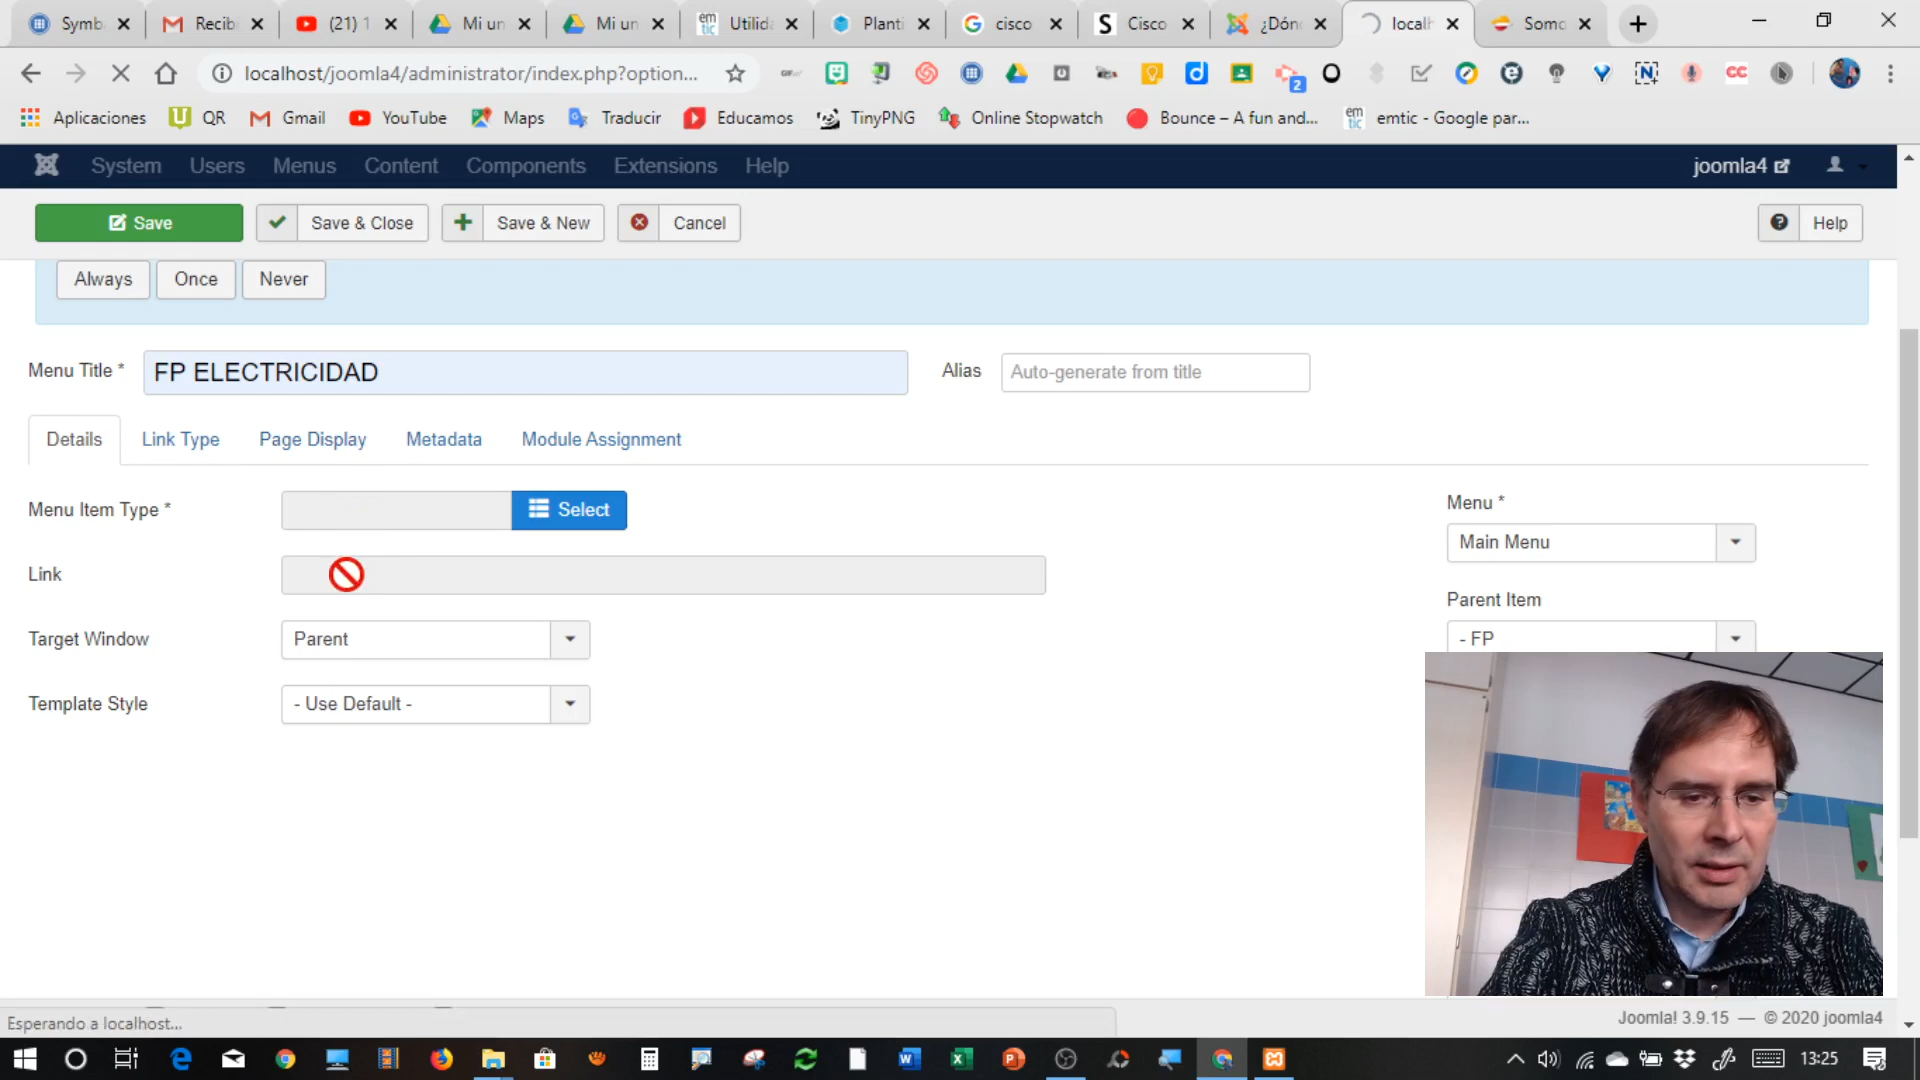 Symb
Recib
(21) 1
Mi un
Mi un
emtic
Utilida
Planti
cisco
Cisco
¿Dón
localh
Somo
localhost/joomla4/administrator/index.php?option...
Aplicaciones
QR
Gmail
YouTube
Maps
Traducir
Educamos
TinyPNG
Online Stopwatch
Bounce – A fun and...
emtic
emtic - Google par...
System
Users
Menus
Content
Components
Extensions
Help
joomla4
Save
Save & Close
Save & New
Cancel
Help
Always
Once
Never
Menu Title *
FP ELECTRICIDAD
Alias
Auto-generate from title
Details
Link Type
Page Display
Metadata
Module Assignment
Menu Item Type *
Select
Menu *
Main Menu
Link
Parent Item
- FP
Target Window
Parent
Template Style
- Use Default -
Esperando a localhost...
Joomla! 3.9.15 — © 2020 joomla4
13:25